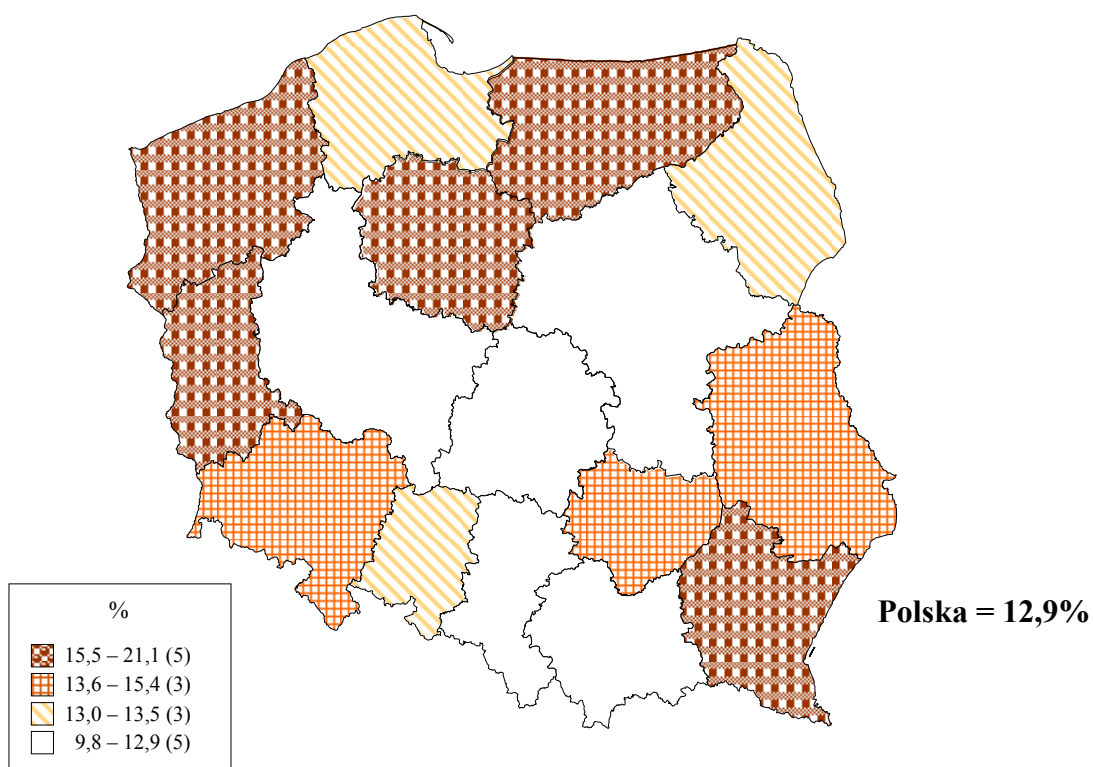 Polska = 12,9%
%
15,5 – 21,1 (5)
13,6 – 15,4 (3)
13,0 – 13,5 (3)
9,8 – 12,9 (5)